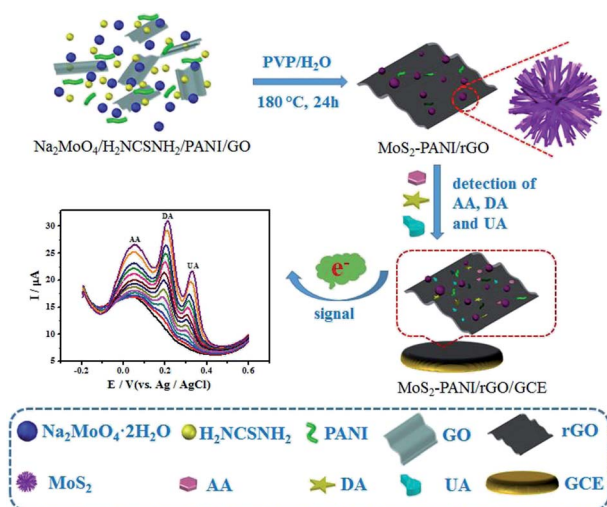 PVP/H₂O
180 °C, 24h
Na₂MoO₄/H₂NCSNH₂/PANI/GO
MoS₂-PANI/rGO
detection of
AA, DA
and UA
e⁻
signal
I / μA
30
25
20
15
10
5
AA
DA
UA
-0.2 0.0 0.2 0.4 0.6
E / V(vs. Ag / AgCl)
MoS₂-PANI/rGO/GCE
Na₂MoO₄·2H₂O H₂NCSNH₂ PANI GO rGO
MoS₂ AA DA UA GCE